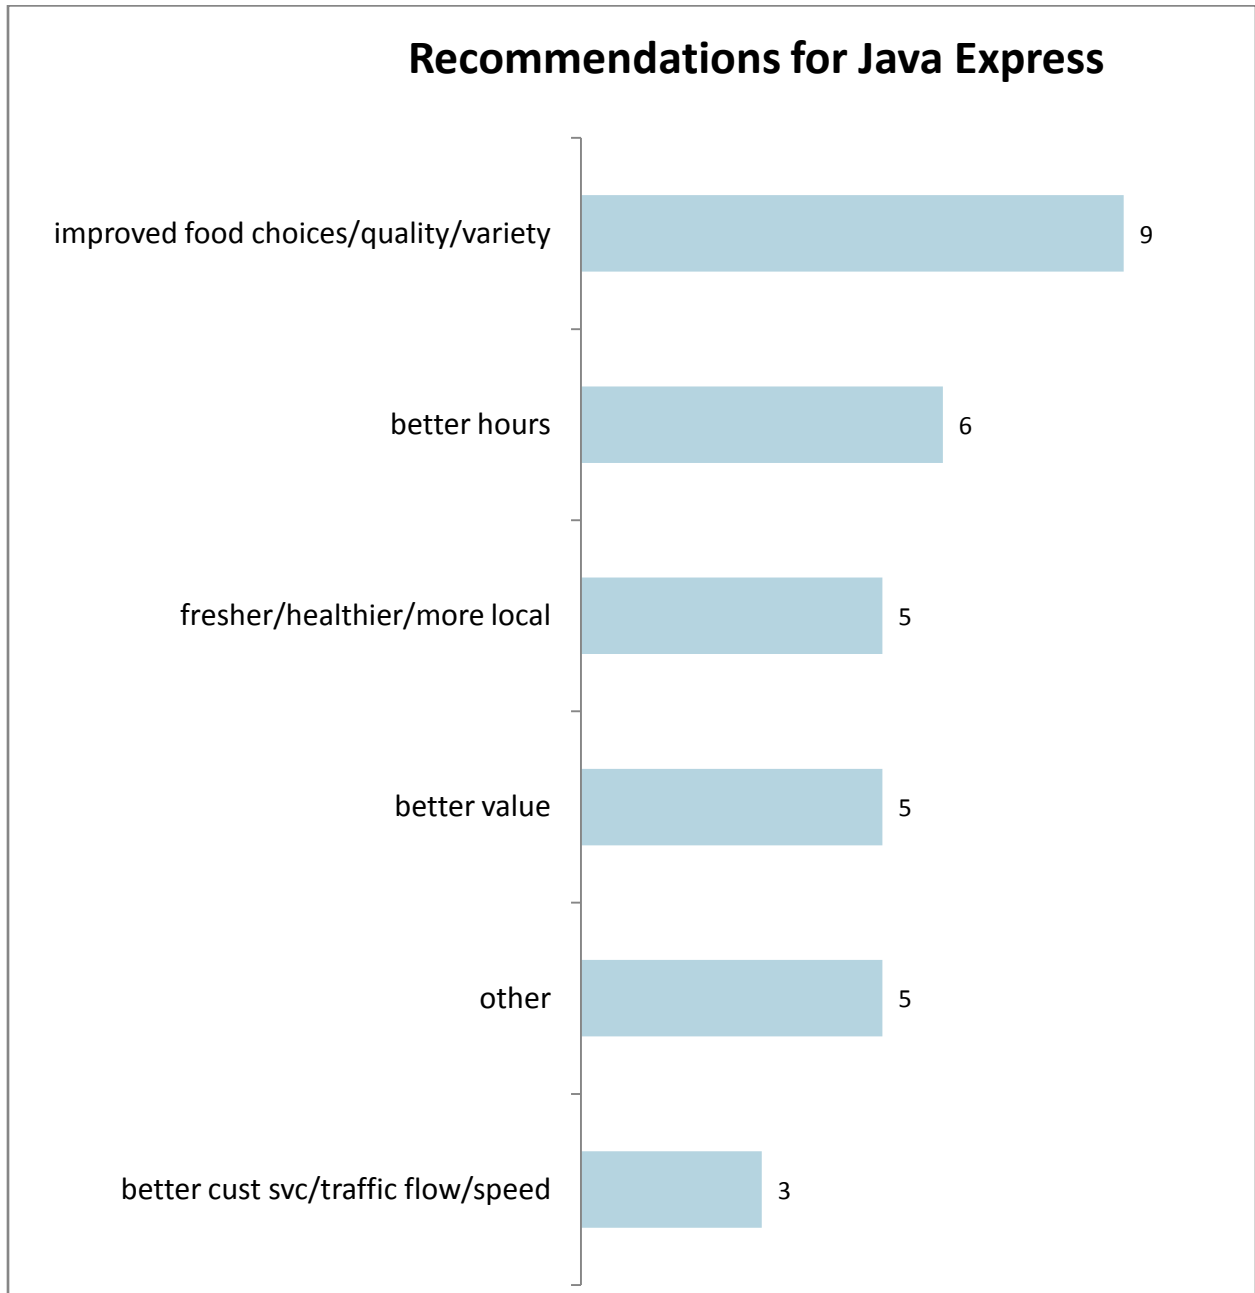 Recommendations for Java Express
improved food choices/quality/variety
9
better hours
6
fresher/healthier/more local
5
better value
5
other
5
better cust svc/traffic flow/speed
3